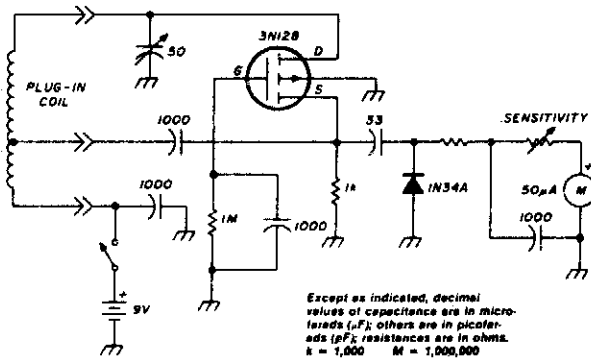 3N128
D
G
S
50
PLUG-IN
COIL
1000
33
SENSITIVITY
1000
1M
1000
1k
1N34A
50µA
M
+
1000
+
9V
Except as indicated, decimal
values of capacitance are in micro-
farads (µF); others are in picofar-
ads (pF); resistances are in ohms.
k = 1,000 M = 1,000,000